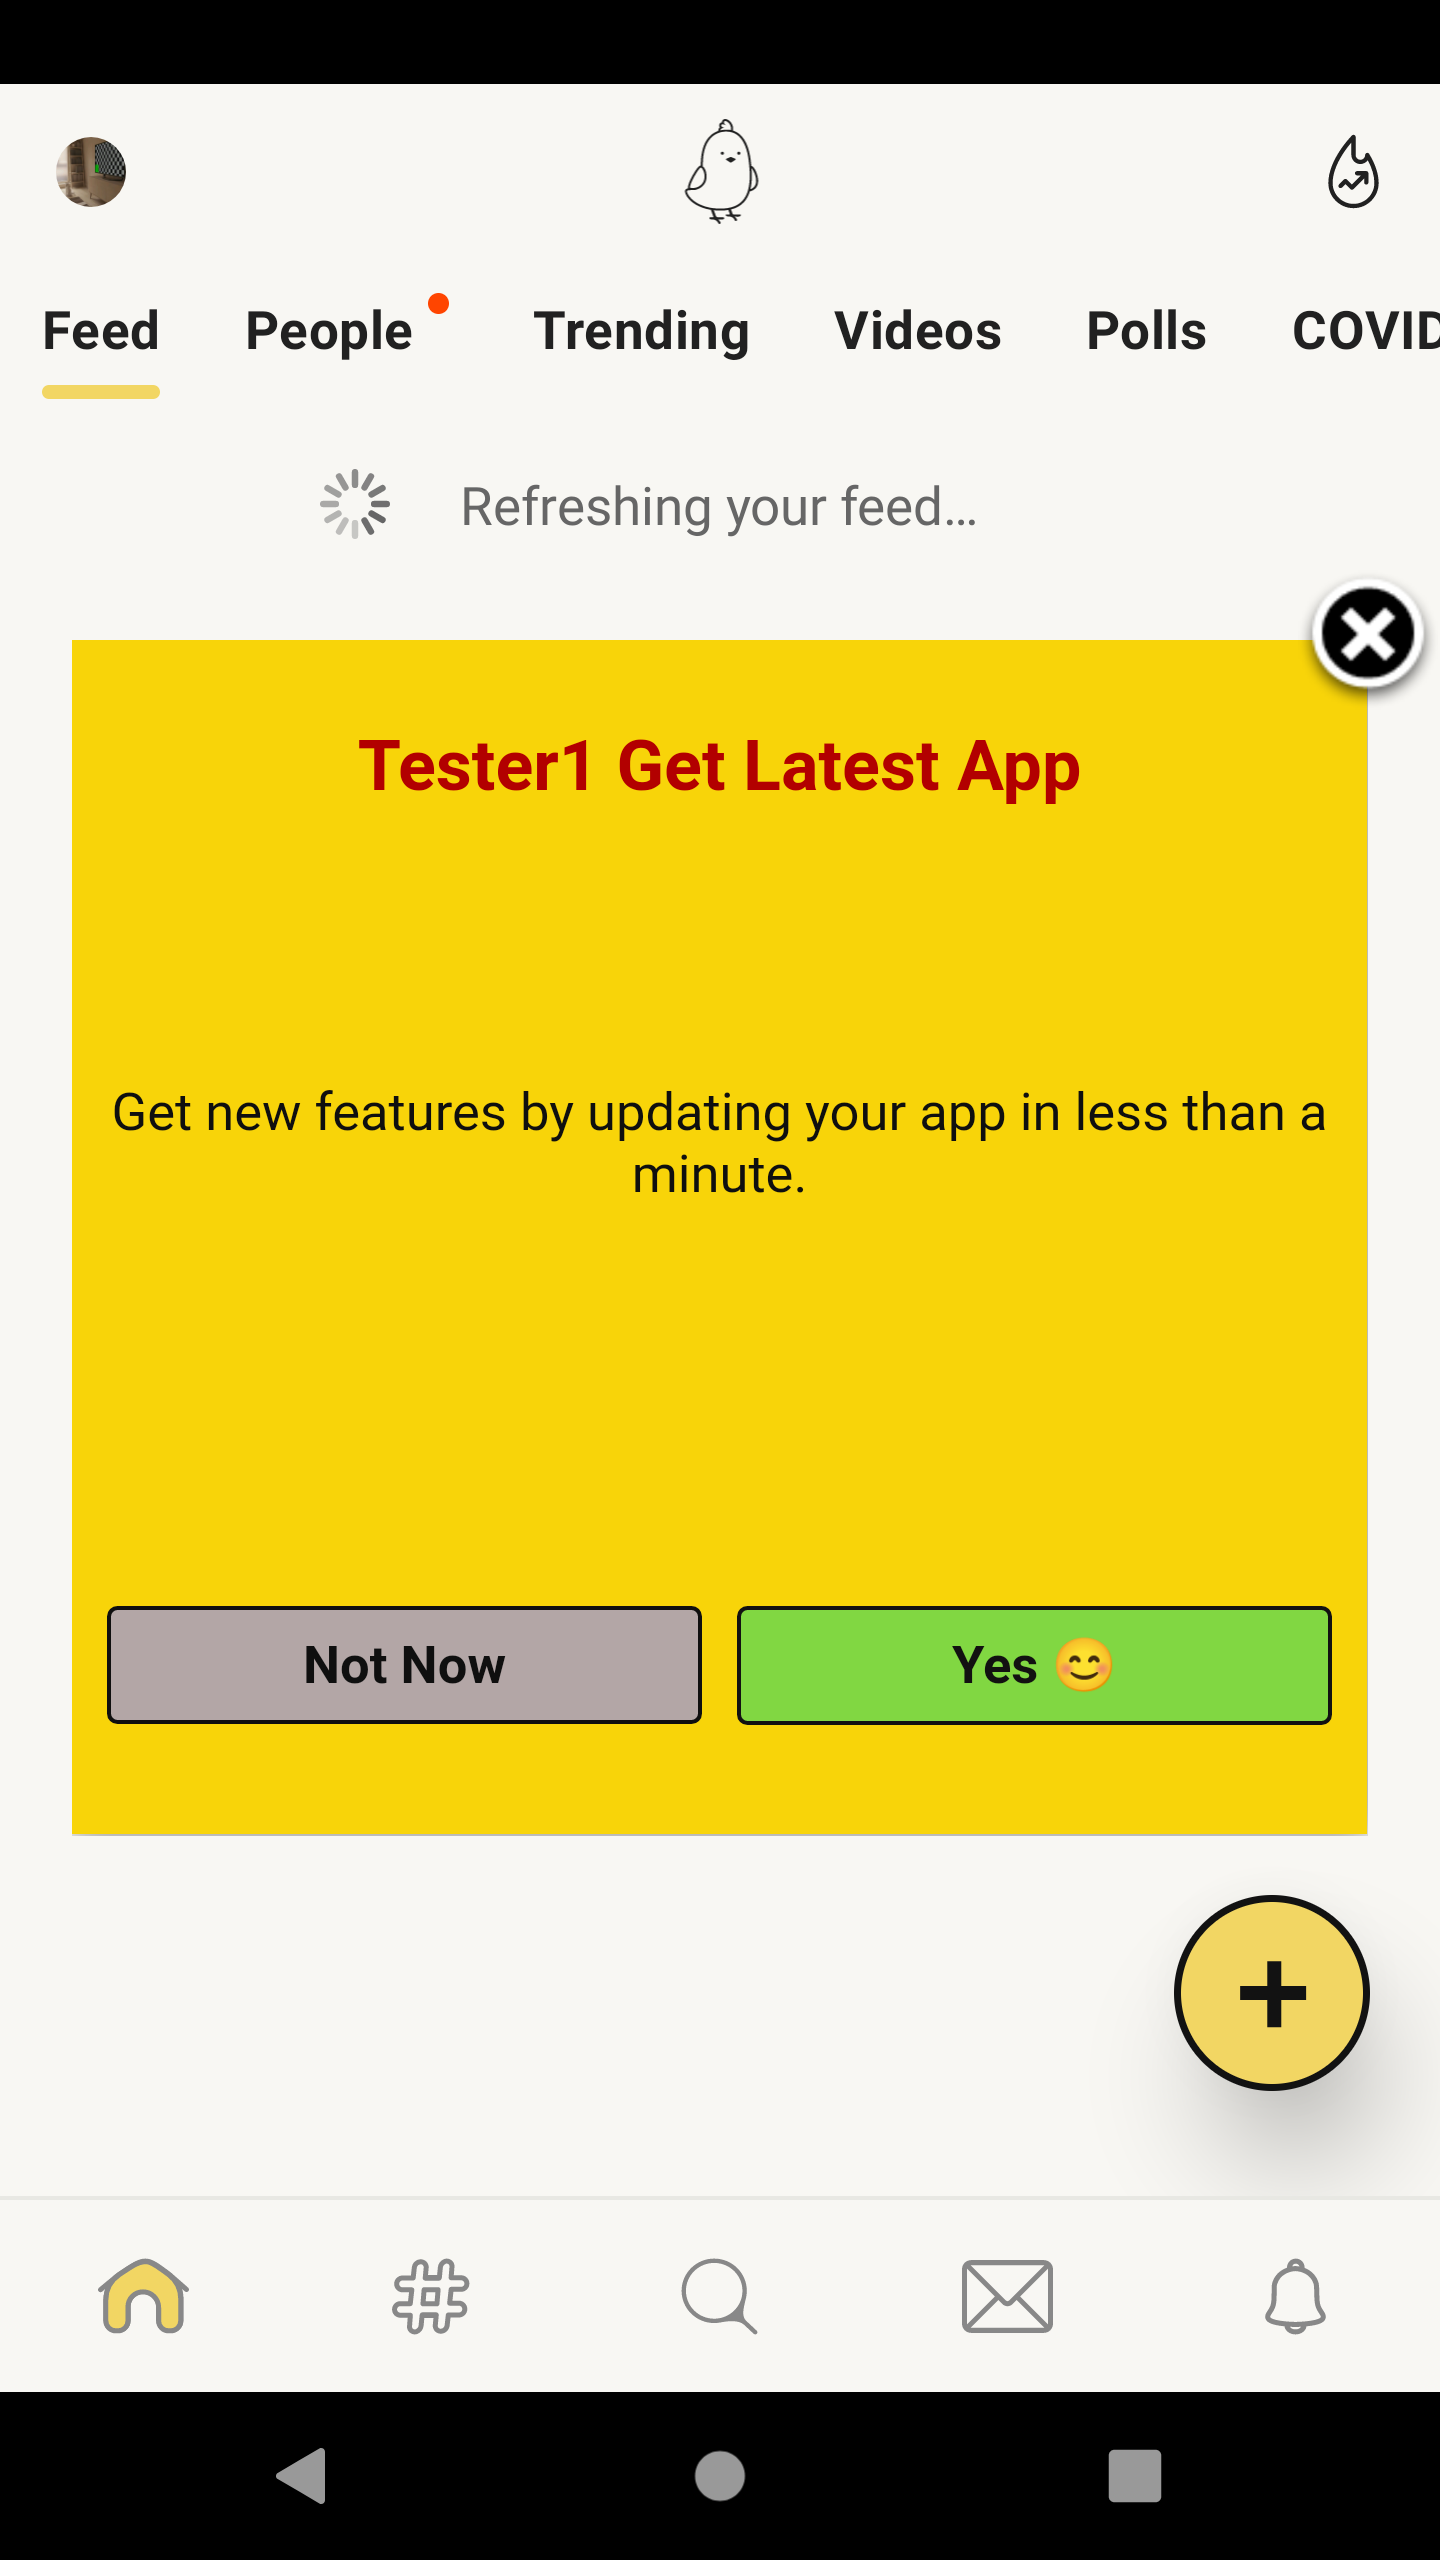 Feed People Trending Videos Polls COVID
Refreshing your feed...
Tester1 Get Latest App
Get new features by updating your app in less than a
minute.
Not Now
Yes 😊